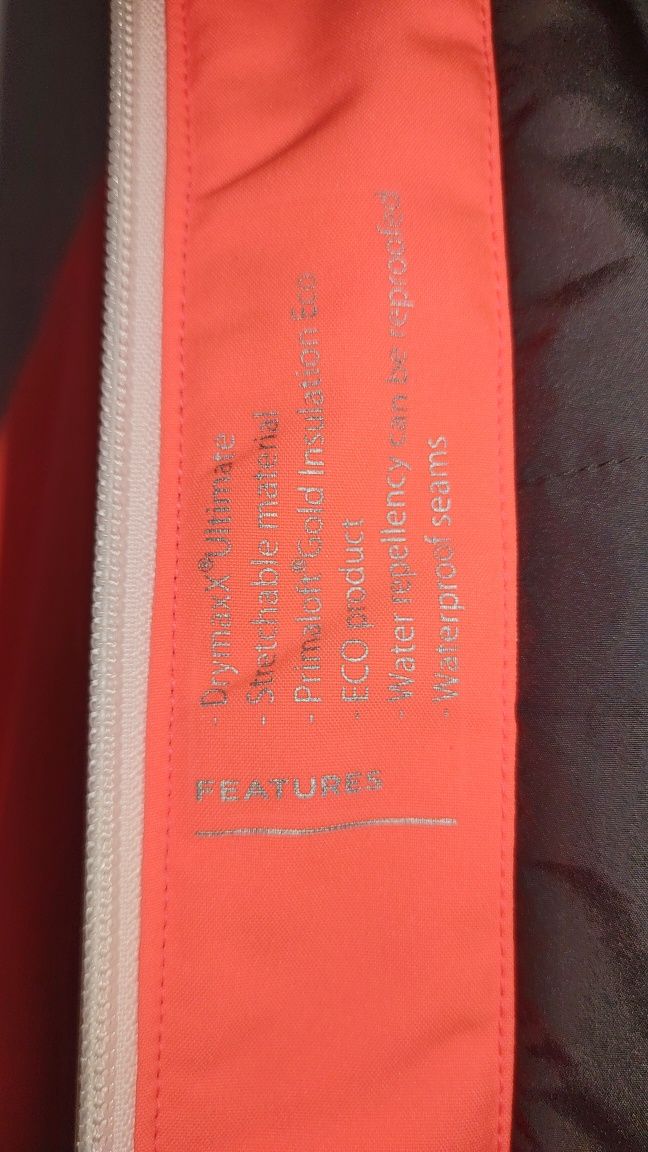 FEATURES
- DrymaxX®Ultimate
- Stretchable material
- Primaloft®Gold Insulation Eco
- ECO product
- Water repellency can be reproofed
- Waterproof seams